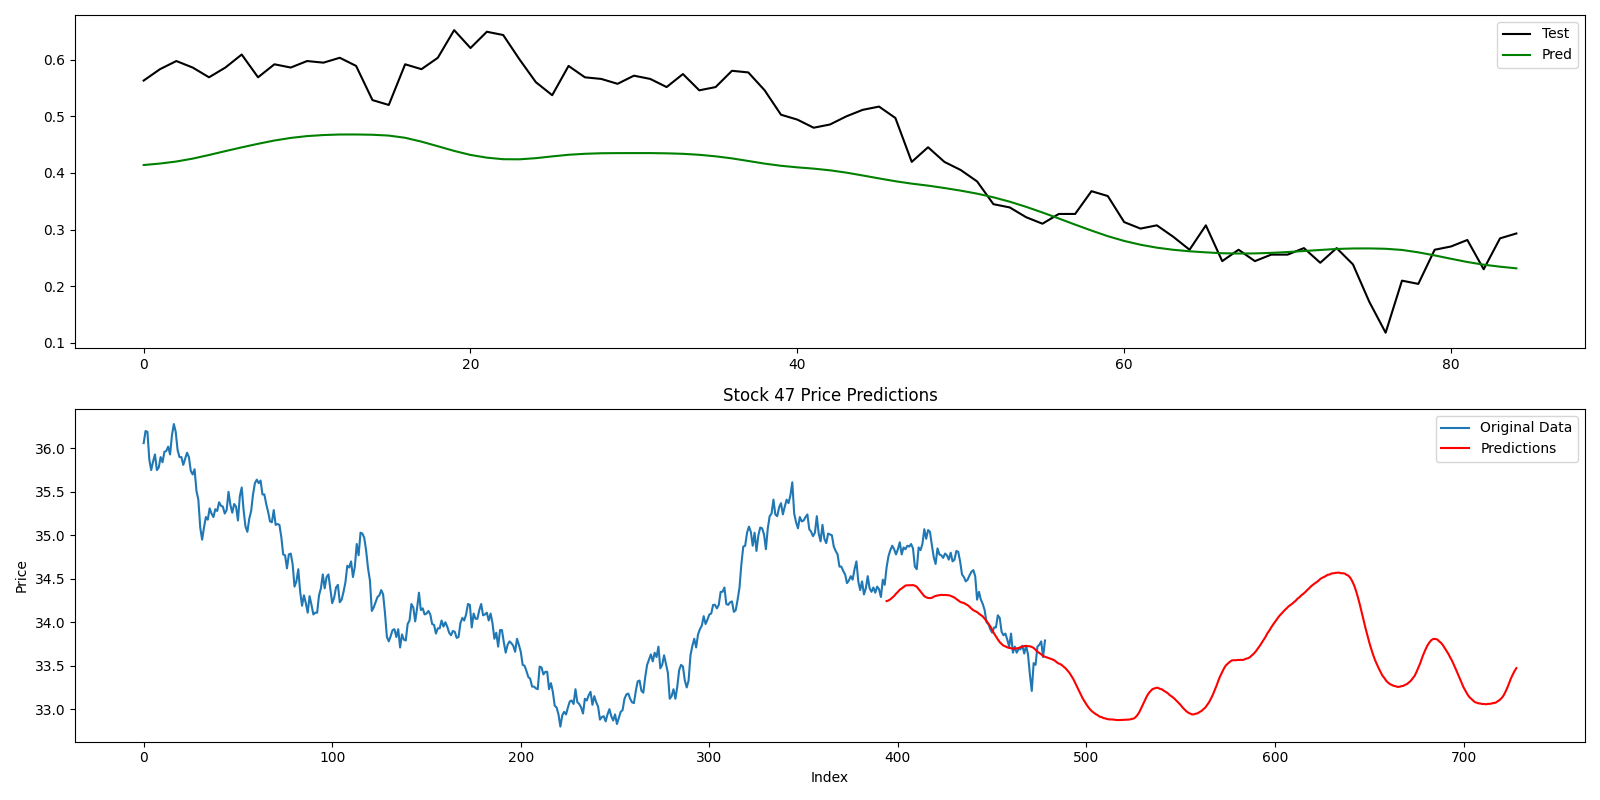 Test
Pred
0.6
0.5
0.4
0.3
0.2
0.1
0 20 40 60 80
Stock 47 Price Predictions
Original Data
Predictions
36.0
35.5
35.0
34.5
34.0
33.5
33.0
Price
0 100 200 300 400 500 600 700
Index